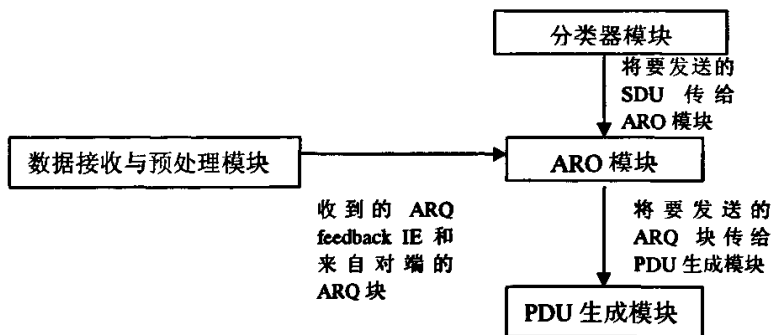 分类器模块
将要发送的
SDU 传给
ARO 模块
数据接收与预处理模块
ARO 模块
收到的 ARQ
feedback IE 和
来自对端的
ARQ 块
将要发送的
ARQ 块传给
PDU 生成模块
PDU 生成模块